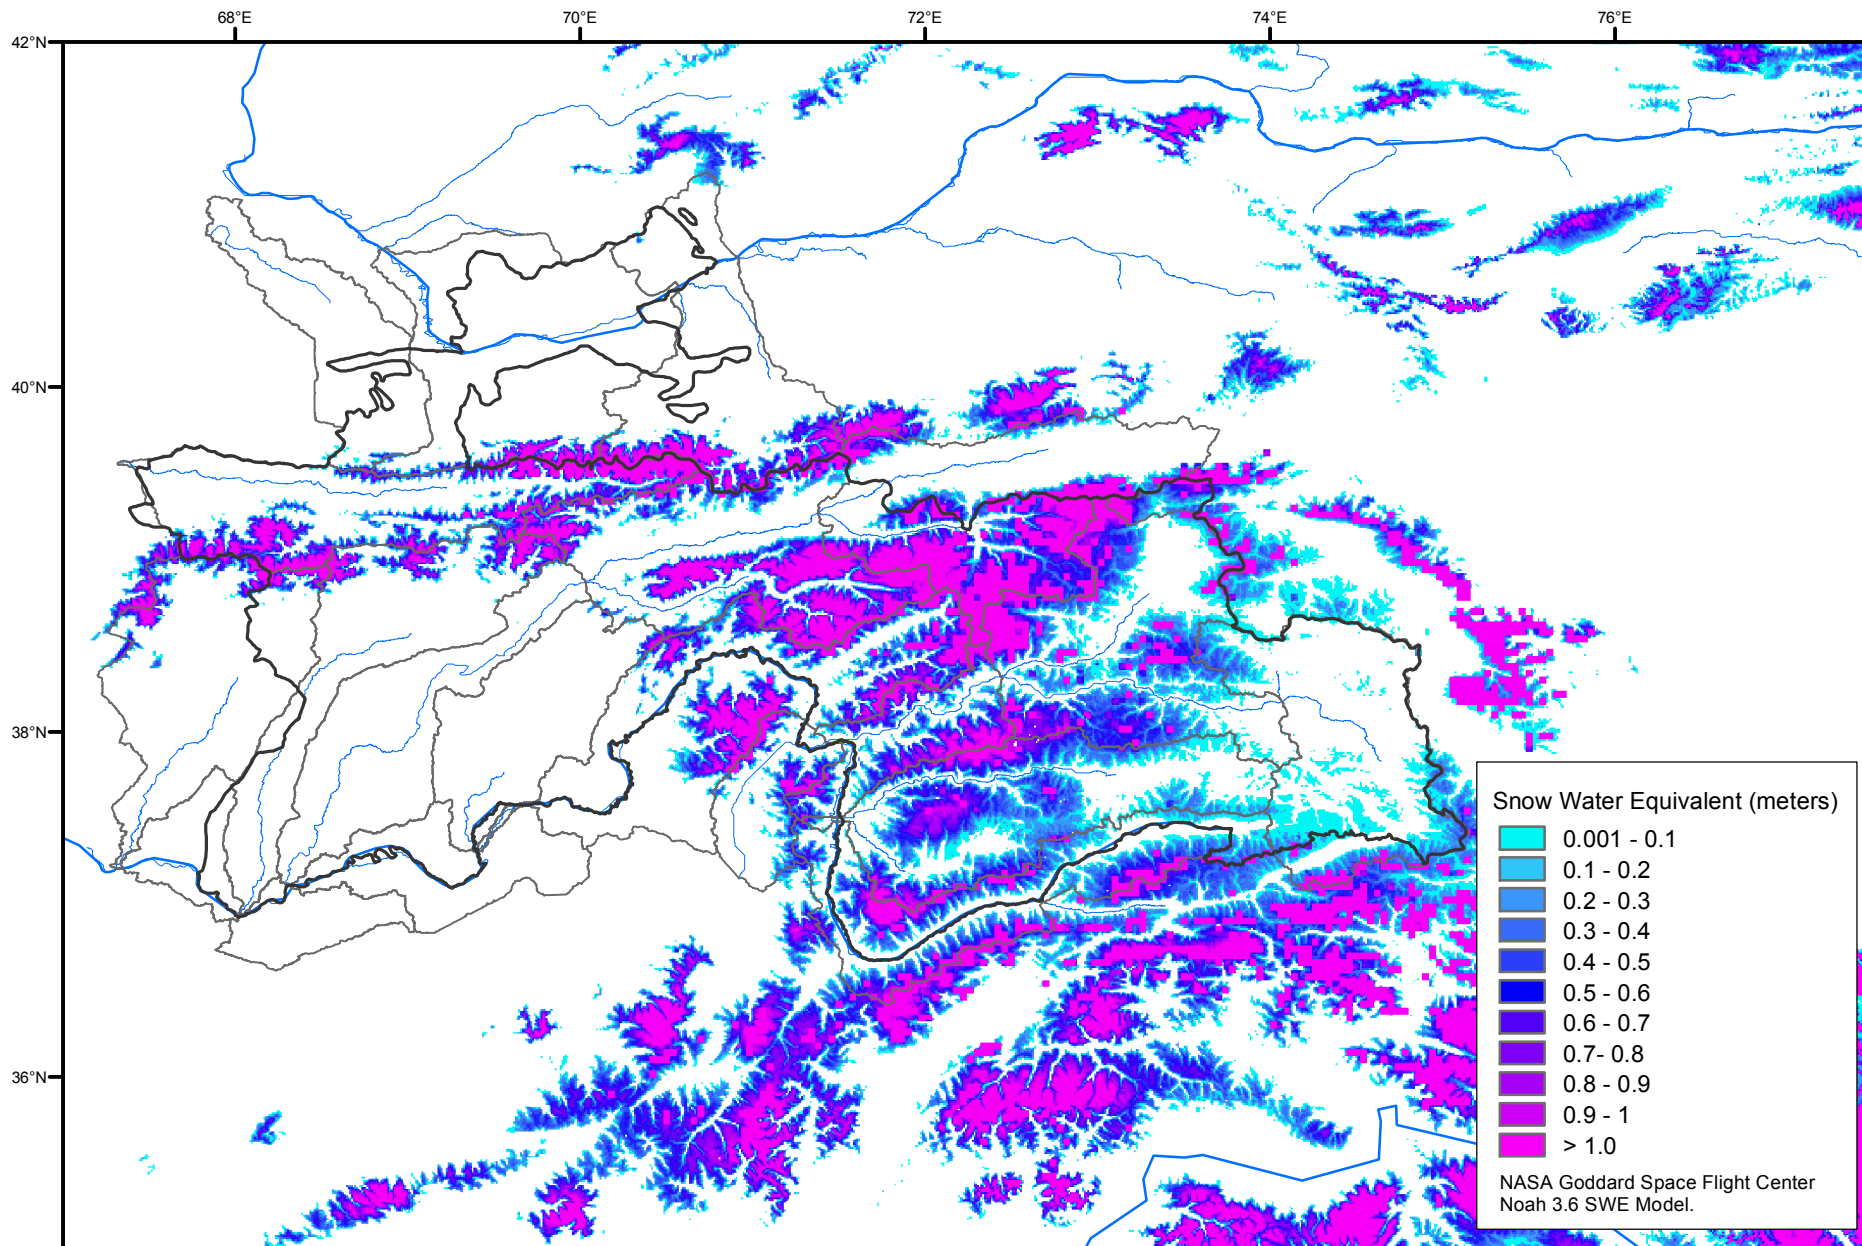 68°E 70°E 72°E 74°E 76°E
42°N
40°N
38°N
36°N
Snow Water Equivalent (meters)
0.001 - 0.1
0.1 - 0.2
0.2 - 0.3
0.3 - 0.4
0.4 - 0.5
0.5 - 0.6
0.6 - 0.7
0.7- 0.8
0.8 - 0.9
0.9 - 1
> 1.0
NASA Goddard Space Flight Center
Noah 3.6 SWE Model.